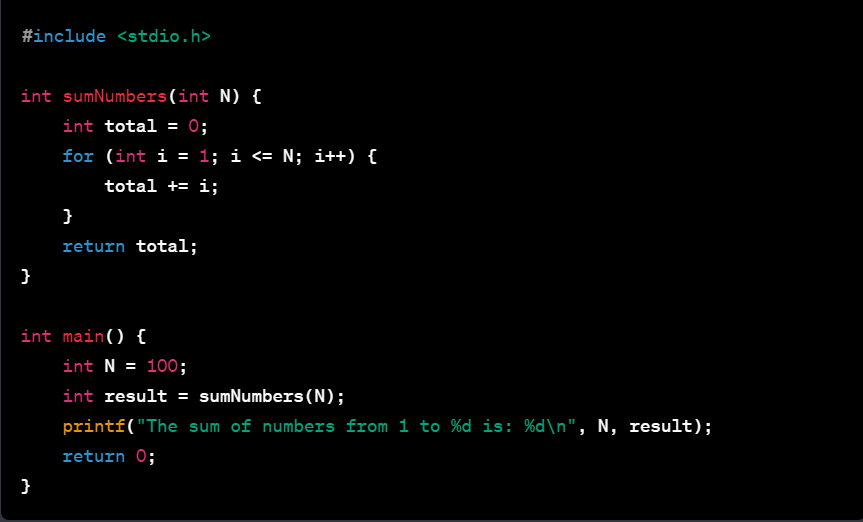 #include <stdio.h>

int sumNumbers(int N) {
    int total = 0;
    for (int i = 1; i <= N; i++) {
        total += i;
    }
    return total;
}

int main() {
    int N = 100;
    int result = sumNumbers(N);
    printf("The sum of numbers from 1 to %d is: %d\n", N, result);
    return 0;
}